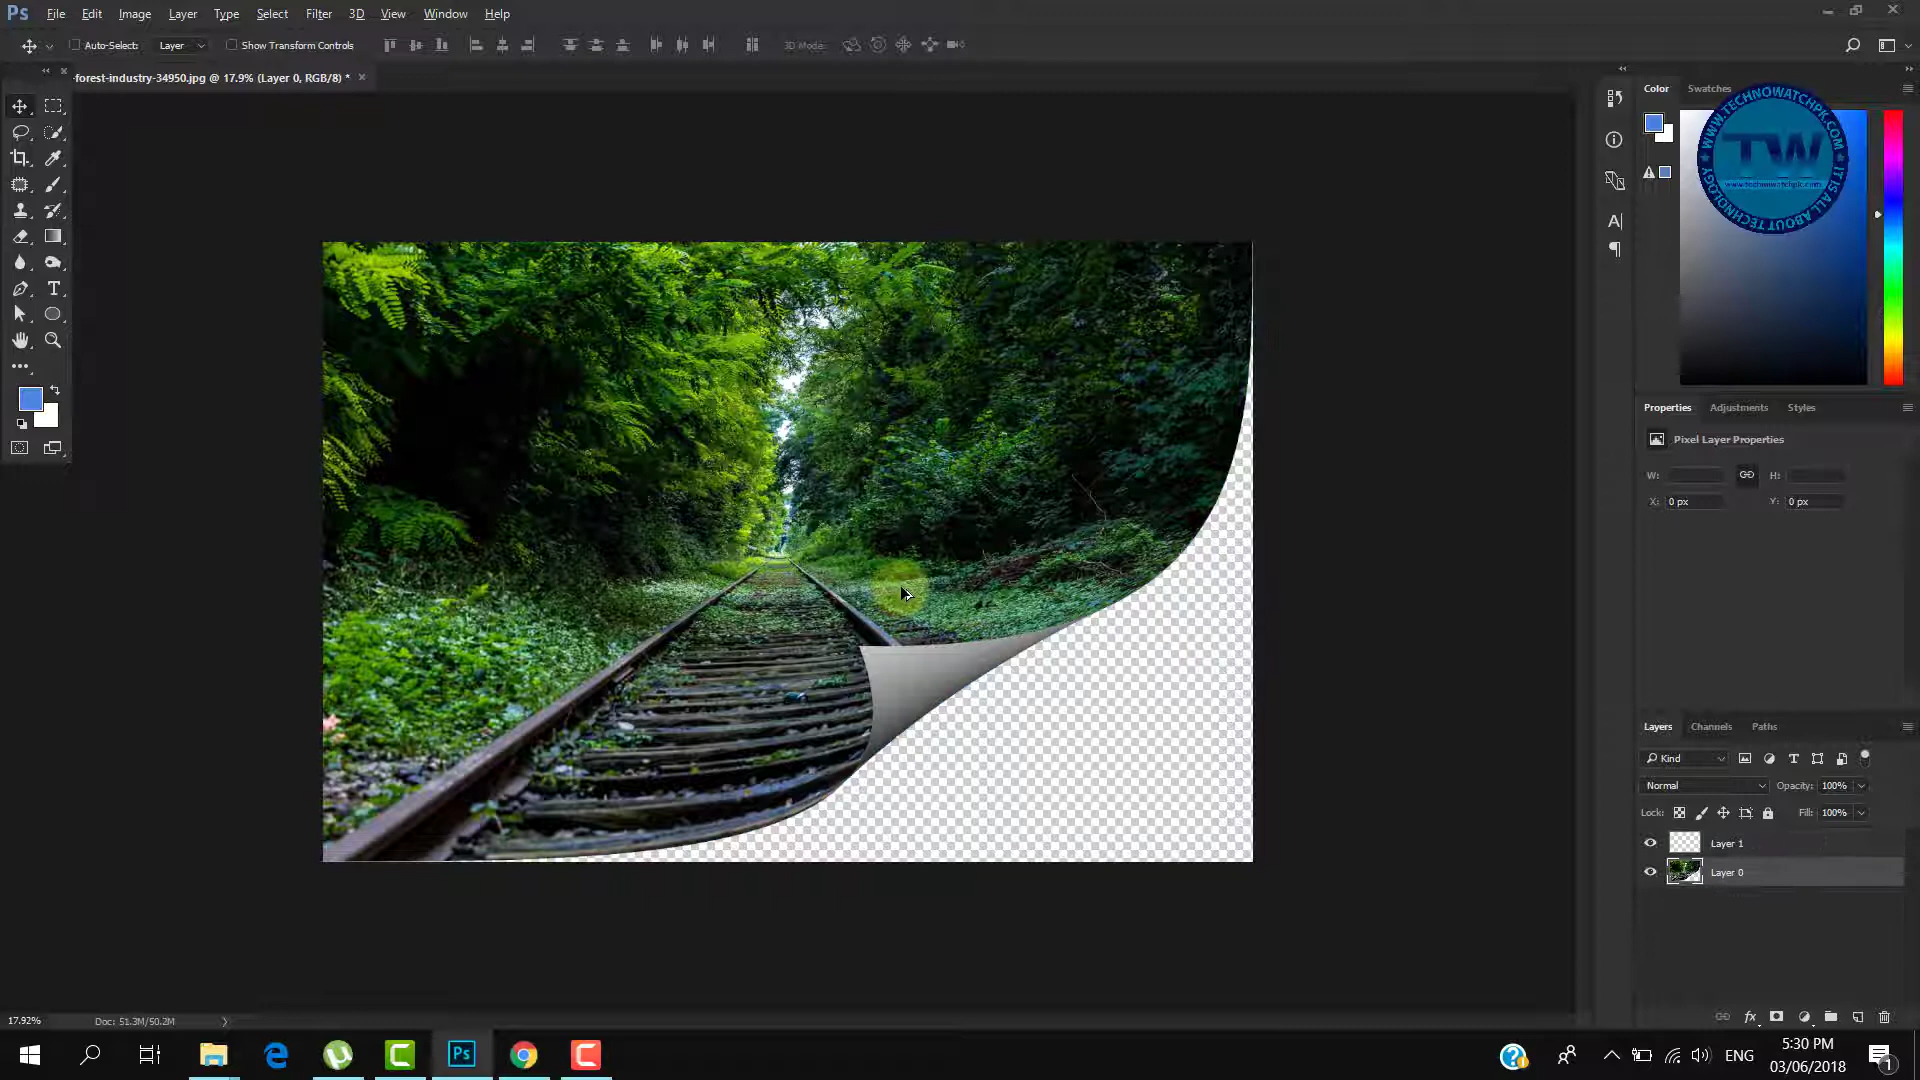 Ps File Edit Image Layer Type Select Filter 3D View Window Help
Auto-Select: Layer Show Transform Controls 3D Mode:
-forest-industry-34950.jpg @ 17.9% (Layer 0, RGB/8) *
Color Swatches
WWW.TECHNOWATCHPK.COM
TW
www.technowatchpk.com
IT IS ALL ABOUT TECHNOLOGY
Properties Adjustments Styles
Pixel Layer Properties
W: H:
X: 0 px Y: 0 px
Layers Channels Paths
Kind
Normal Opacity: 100%
Lock: Fill: 100%
Layer 1
Layer 0
fx
17.92% Doc: 51.3M/50.2M
Ps
ENG
5:30 PM
03/06/2018
1